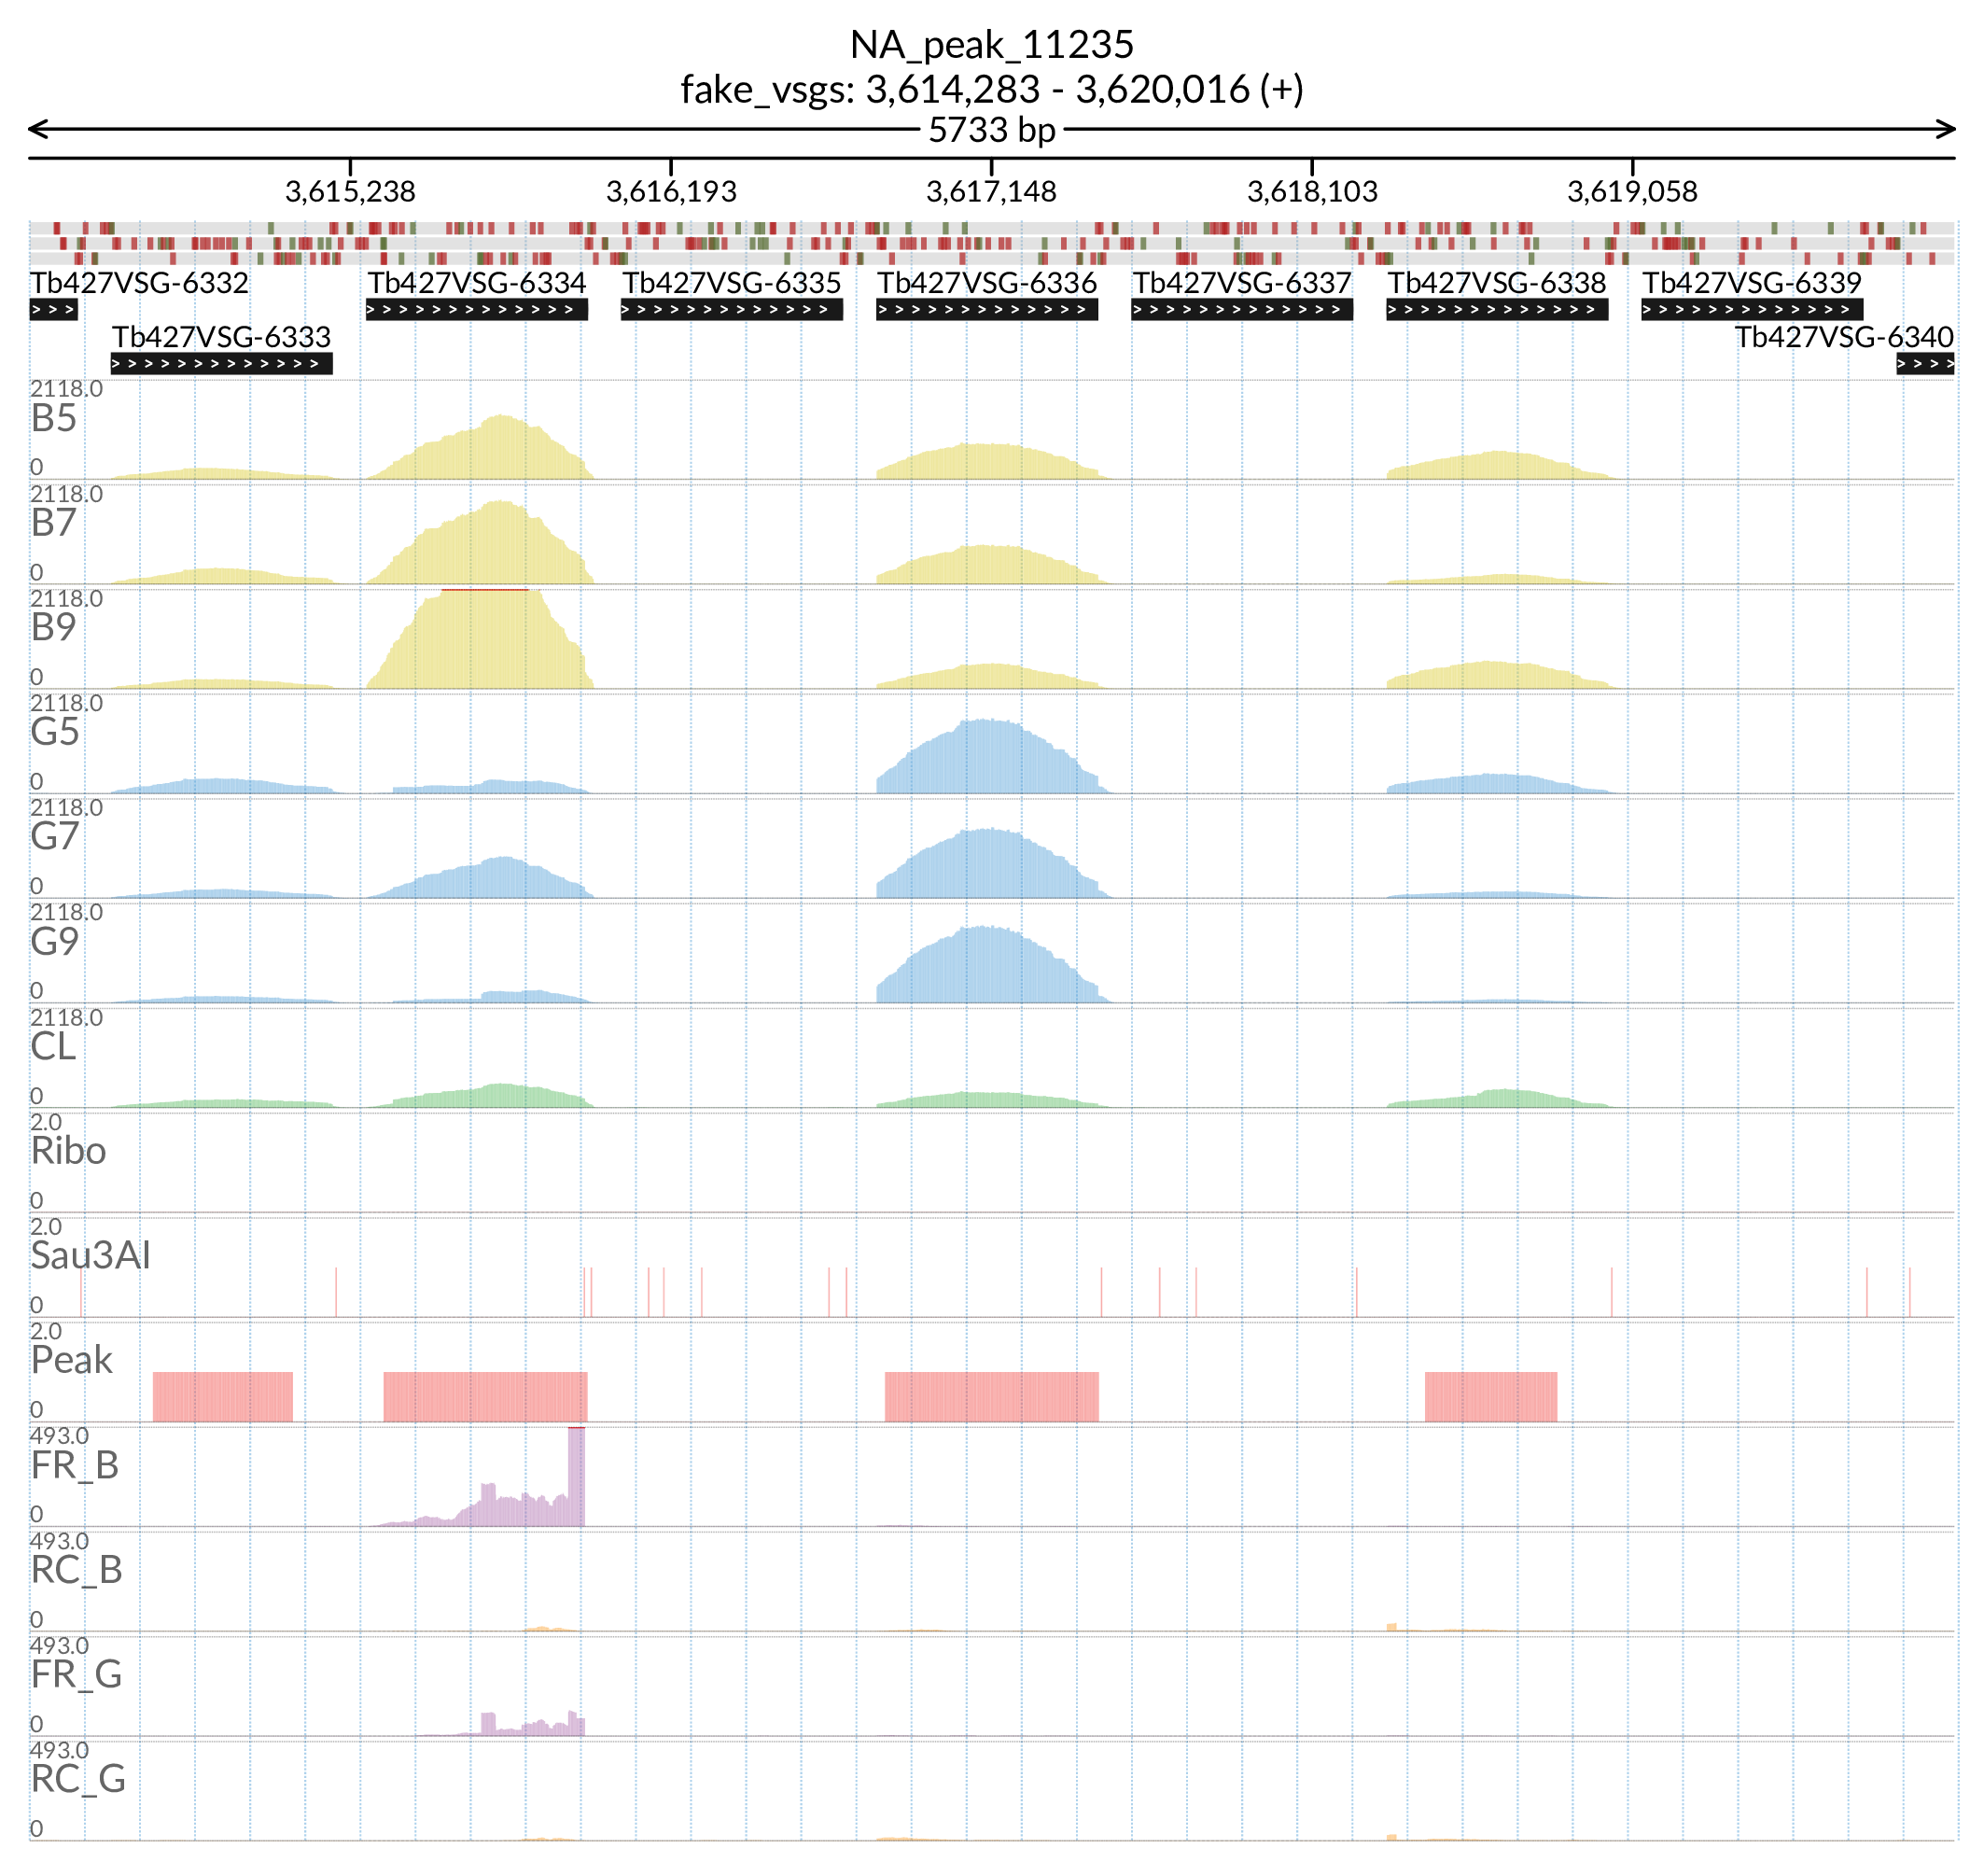 NA_peak_11235
fake_vsgs: 3,614,283 - 3,620,016 (+)
5733 bp
3,615,238 3,616,193 3,617,148 3,618,103 3,619,058
Tb427VSG-6332 Tb427VSG-6334 Tb427VSG-6335 Tb427VSG-6336 Tb427VSG-6337 Tb427VSG-6338 Tb427VSG-6339
Tb427VSG-6333 Tb427VSG-6340
2118.0
B5
0
2118.0
B7
0
2118.0
B9
0
2118.0
G5
0
2118.0
G7
0
2118.0
G9
0
2118.0
CL
0
2.0
Ribo
0
2.0
Sau3AI
0
2.0
Peak
0
493.0
FR_B
0
493.0
RC_B
0
493.0
FR_G
0
493.0
RC_G
0